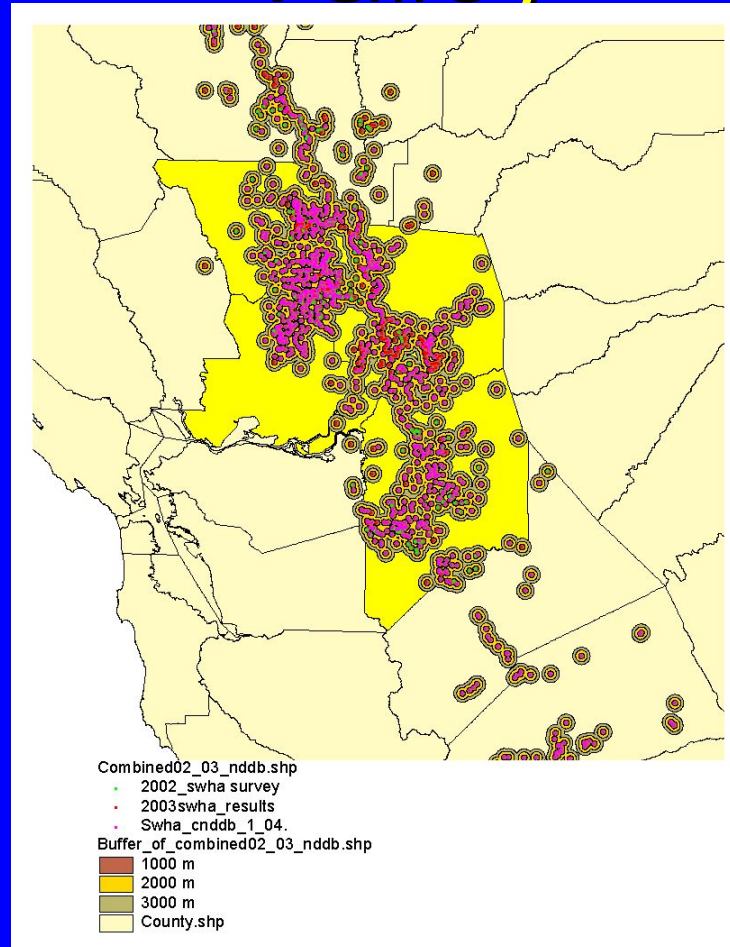 Combined02_03_nddb.shp
2002_swha survey
2003swha_results
Swha_cnddb_1_04.
Buffer_of_combined02_03_nddb.shp
1000 m
2000 m
3000 m
County.shp